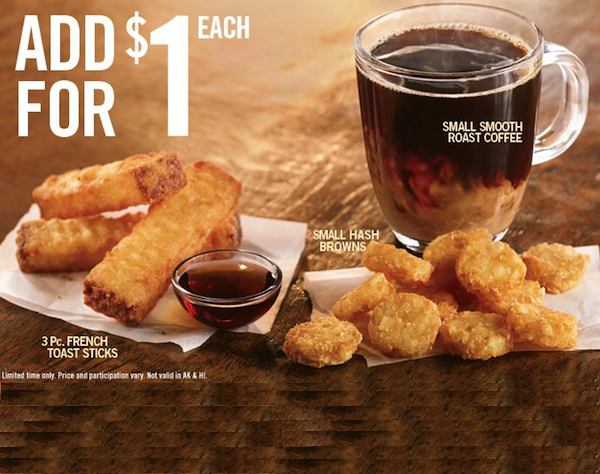 ADD $1 EACH
FOR
SMALL SMOOTH
ROAST COFFEE
SMALL HASH
BROWNS
3 Pc. FRENCH
TOAST STICKS
Limited time only. Price and participation vary. Not valid in AK & HI.